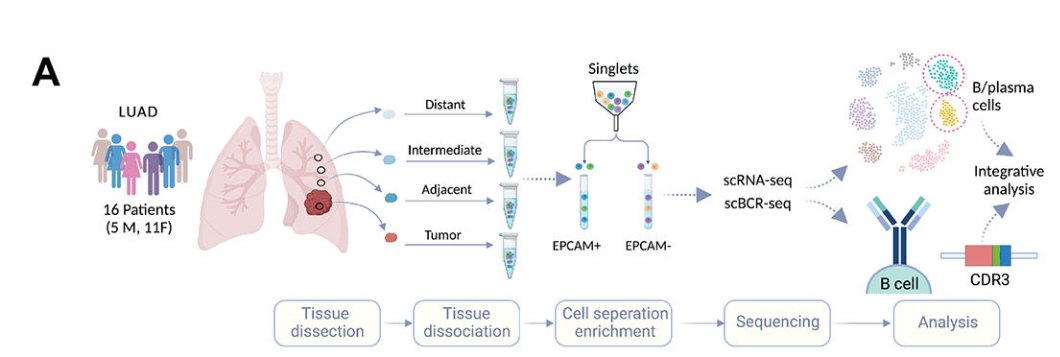 A
LUAD
16 Patients
(5 M, 11F)
Distant
Intermediate
Adjacent
Tumor
Singlets
EPCAM+
EPCAM-
scRNA-seq
scBCR-seq
B/plasma
cells
Integrative
analysis
B cell
CDR3
Tissue
dissection
Tissue
dissociation
Cell seperation
enrichment
Sequencing
Analysis